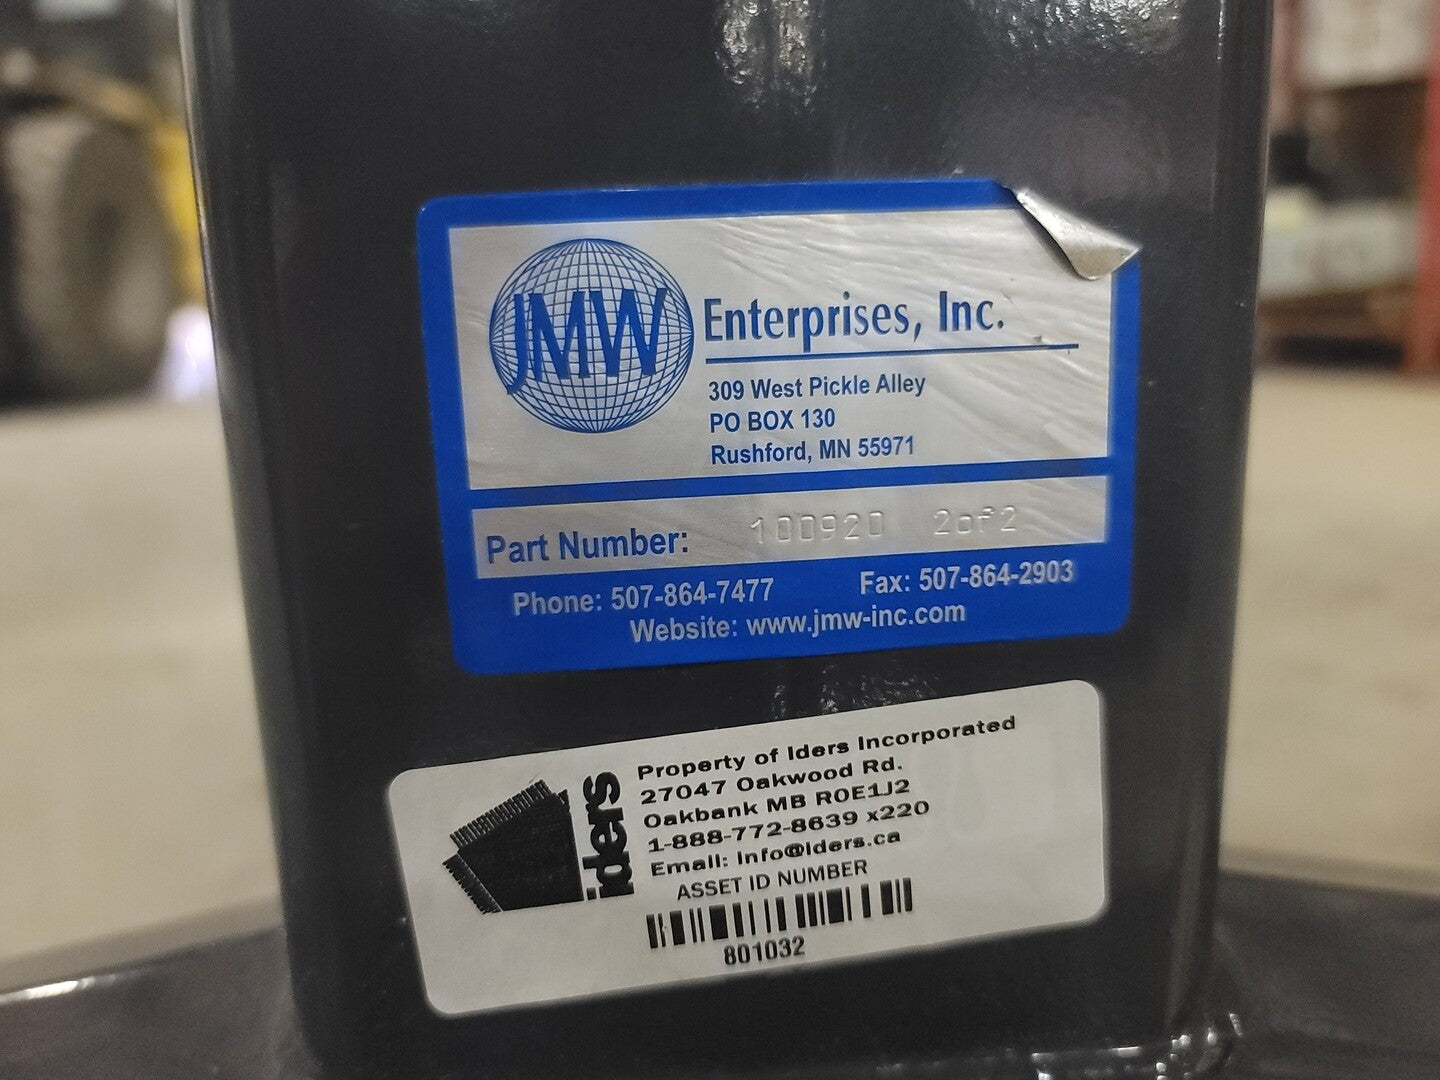 JMW
Enterprises, Inc.
309 West Pickle Alley
PO BOX 130
Rushford, MN 55971
Part Number: 100920 2of2
Phone: 507-864-7477 Fax: 507-864-2903
Website: www.jmw-inc.com
iders
Property of Iders Incorporated
27047 Oakwood Rd.
Oakbank MB R0E1J2
1-888-772-8639 x220
Email: Info@Iders.ca
ASSET ID NUMBER
801032